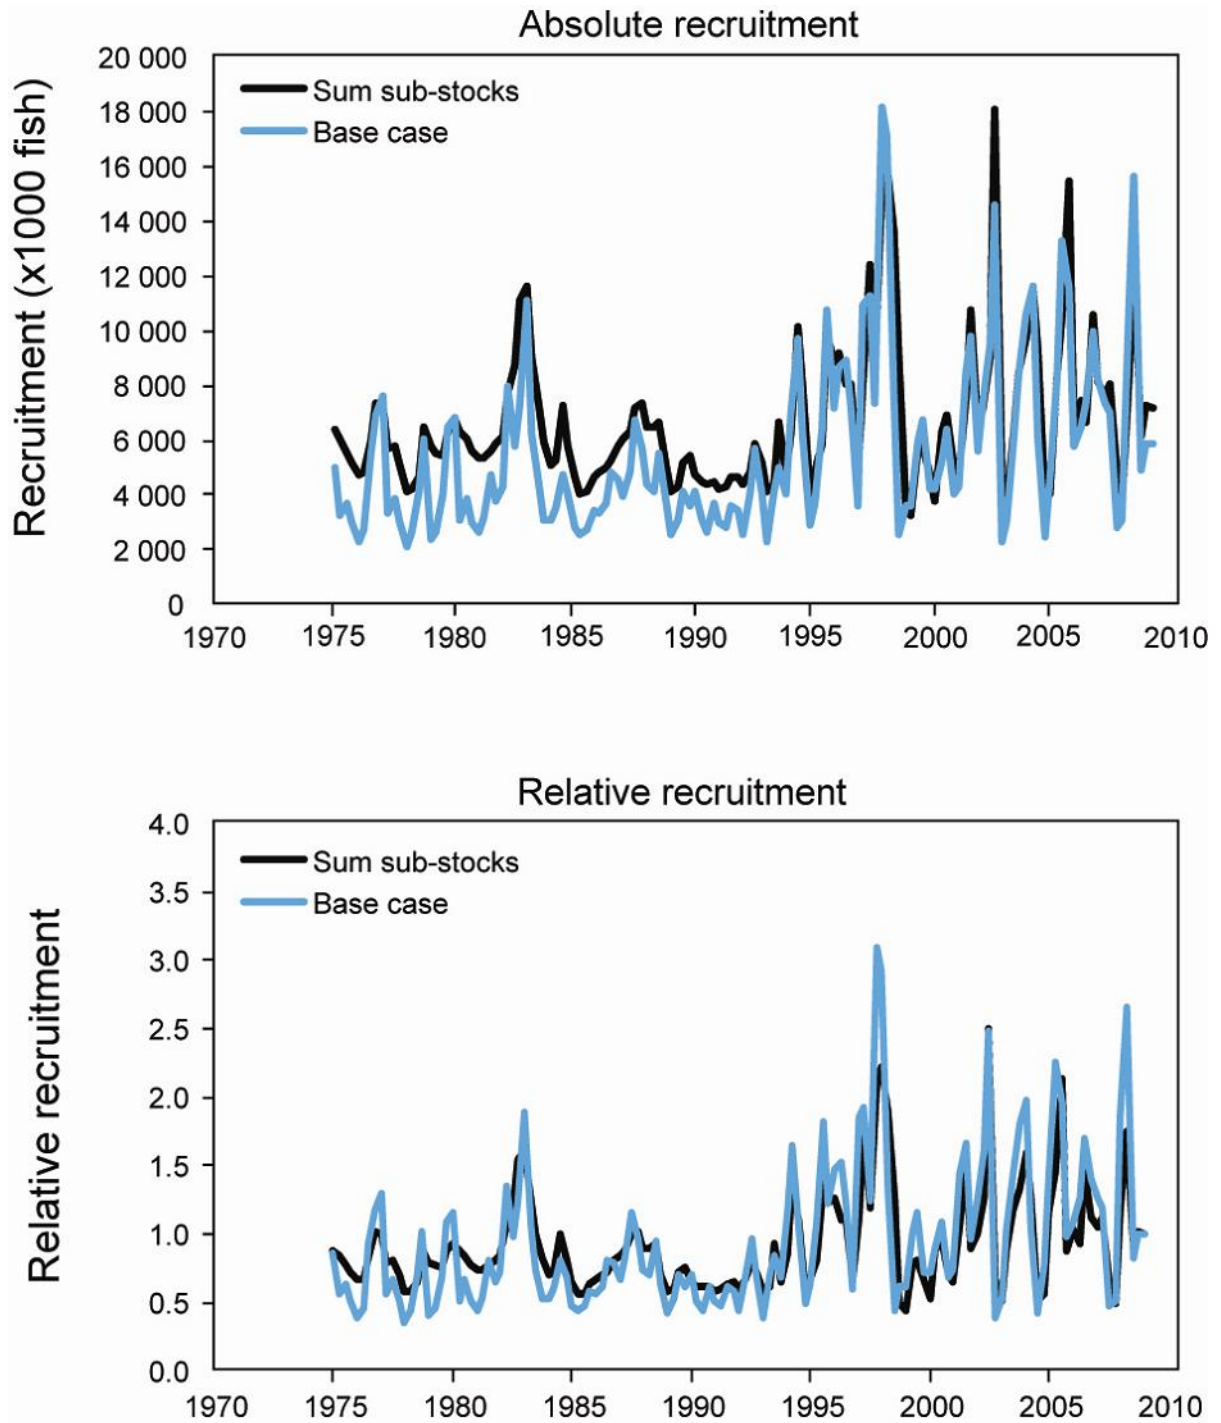 Absolute recruitment
Recruitment (x1000 fish)
20 000
18 000
16 000
14 000
12 000
10 000
8 000
6 000
4 000
2 000
0
Sum sub-stocks
Base case
1970 1975 1980 1985 1990 1995 2000 2005 2010
Relative recruitment
Relative recruitment
4.0
3.5
3.0
2.5
2.0
1.5
1.0
0.5
0.0
Sum sub-stocks
Base case
1970 1975 1980 1985 1990 1995 2000 2005 2010